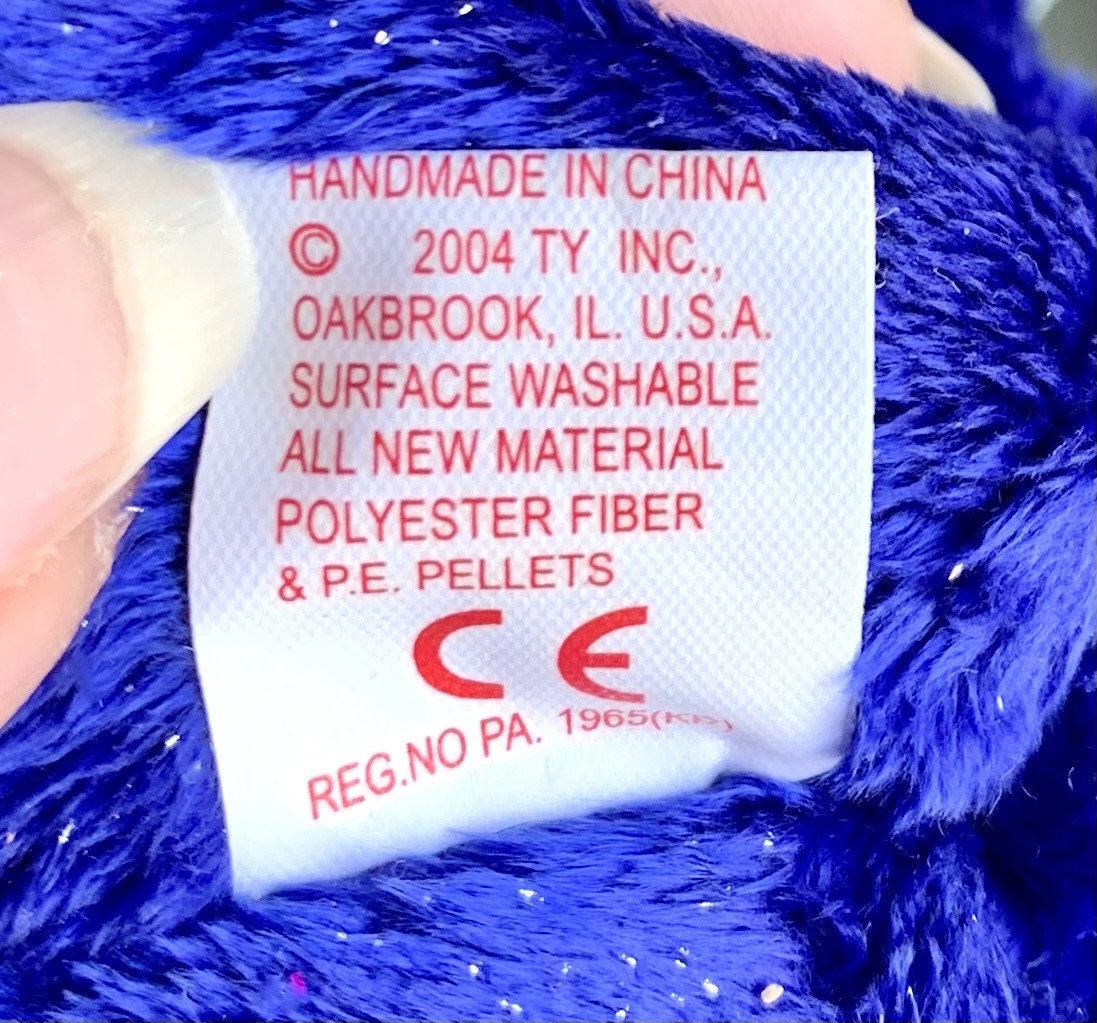 HANDMADE IN CHINA
© 2004 TY INC.,
OAKBROOK, IL. U.S.A.
SURFACE WASHABLE
ALL NEW MATERIAL
POLYESTER FIBER
& P.E. PELLETS
CE
REG.NO PA. 1965